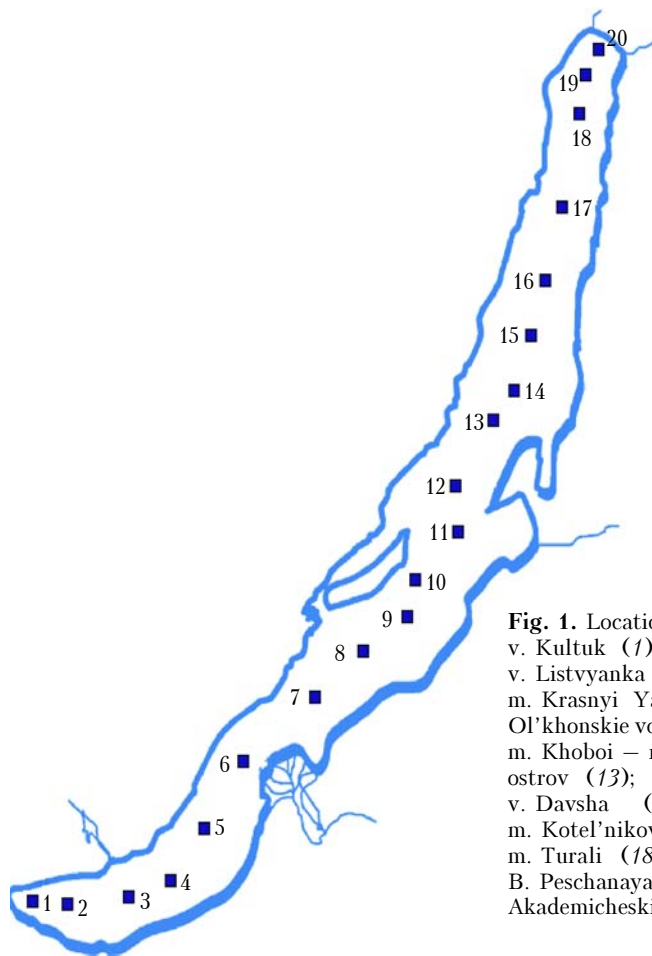 20
19
18
17
16
15
14
13
12
11
10
9
8
7
6
5
4
3
2
1
Fig. 1. Locatio
v. Kultuk (1)
v. Listvyanka
m. Krasnyi Ya
Ol'khonskie vo
m. Khoboi – 
ostrov (13);
v. Davsha (
m. Kotel'nikov
m. Turali (18
B. Peschanaya
Akademicheski